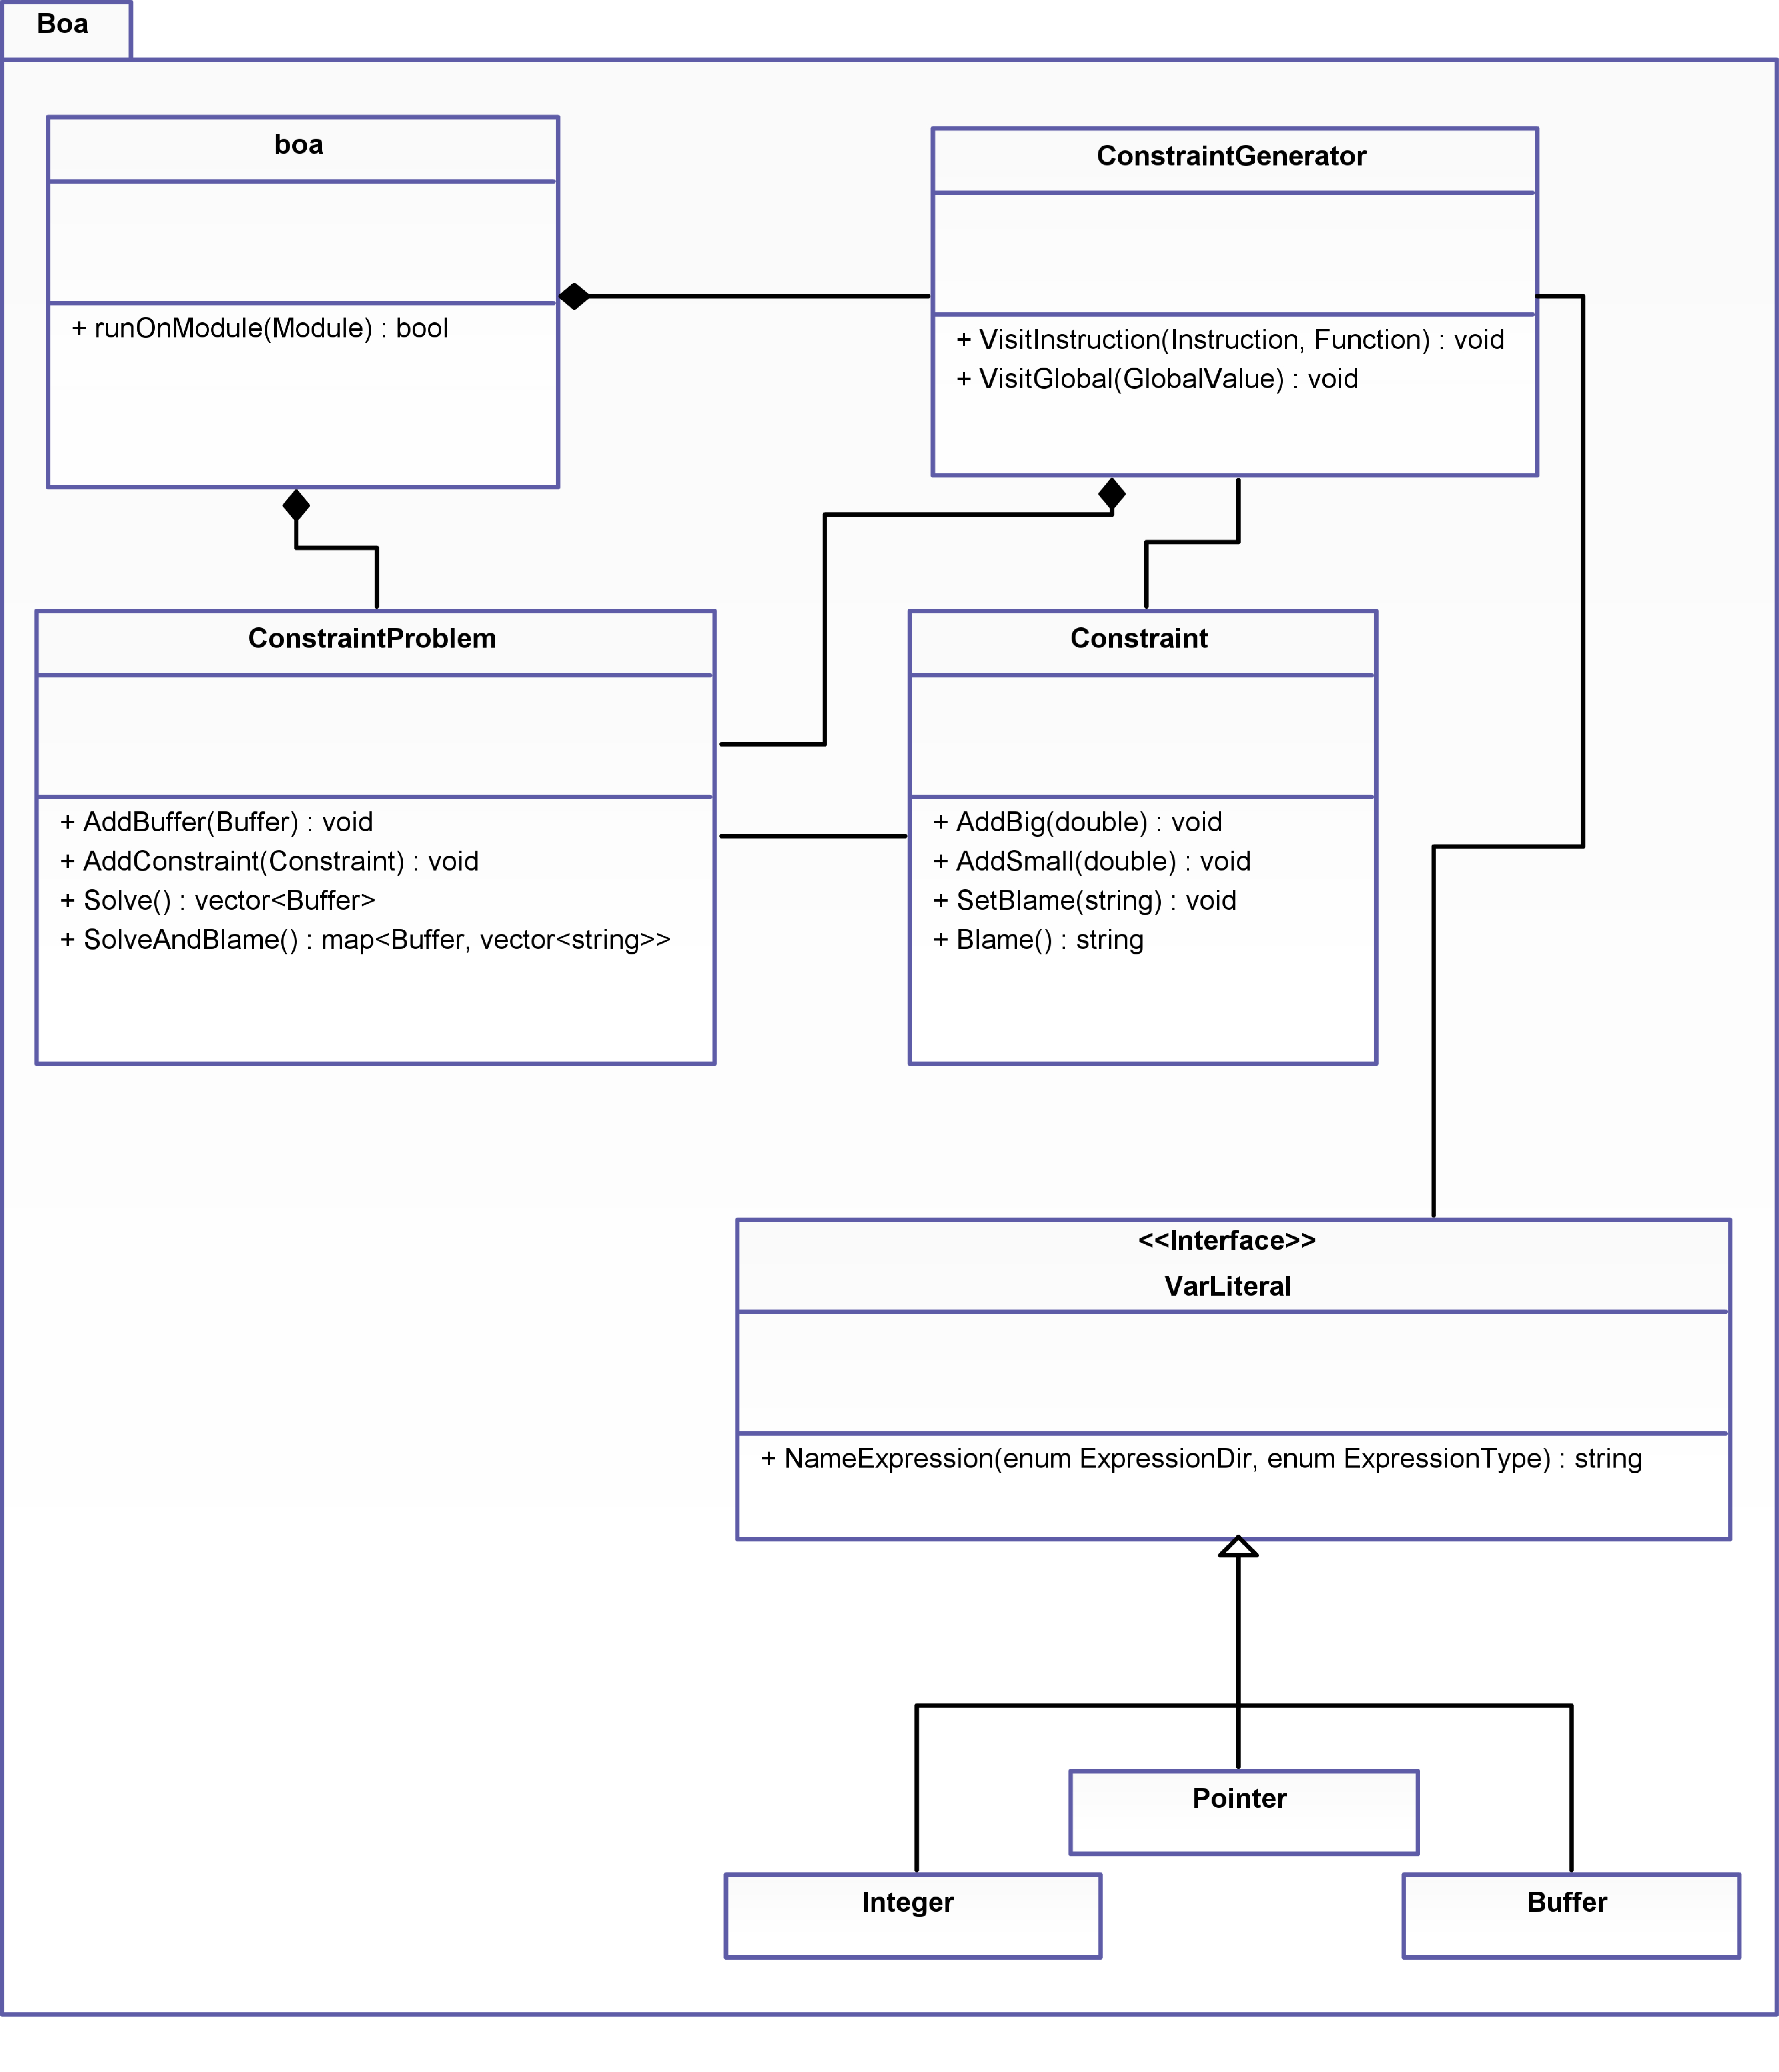 Boa
boa
+ runOnModule(Module) : bool
ConstraintGenerator
+ VisitInstruction(Instruction, Function) : void
+ VisitGlobal(GlobalValue) : void
ConstraintProblem
+ AddBuffer(Buffer) : void
+ AddConstraint(Constraint) : void
+ Solve() : vector<Buffer>
+ SolveAndBlame() : map<Buffer, vector<string>>
Constraint
+ AddBig(double) : void
+ AddSmall(double) : void
+ SetBlame(string) : void
+ Blame() : string
<<Interface>>
VarLiteral
+ NameExpression(enum ExpressionDir, enum ExpressionType) : string
Pointer
Integer
Buffer